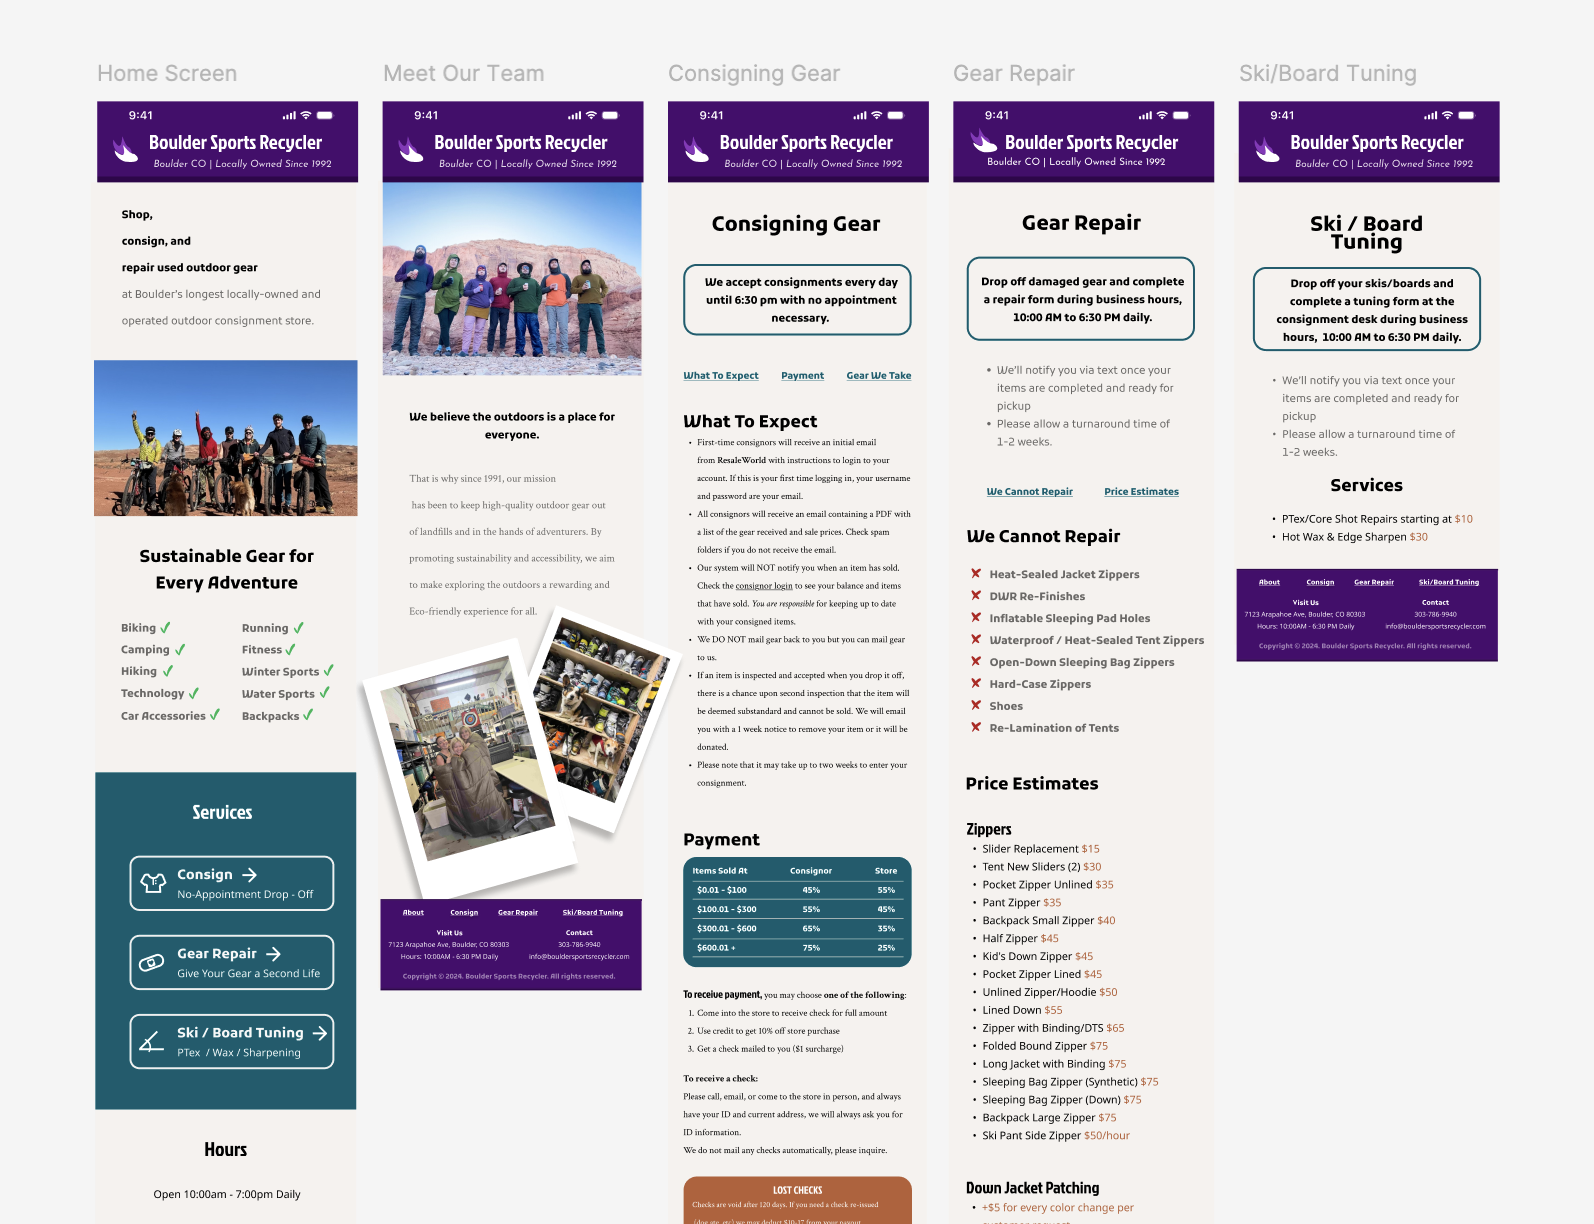 Home Screen
9:41
Boulder Sports Recycler
Boulder CO | Locally Owned Since 1992
Shop,
consign, and
repair used outdoor gear
at Boulder's longest locally-owned and
operated outdoor consignment store.
Sustainable Gear for
Every Adventure
Biking
Camping
Hiking
Technology
Car Accessories
Running
Fitness
Winter Sports
Water Sports
Backpacks
Services
Consign
No-Appointment Drop - Off
Gear Repair
Give Your Gear a Second Life
Ski / Board Tuning
PTex / Wax / Sharpening
Hours
Open 10:00am - 7:00pm Daily
Meet Our Team
9:41
Boulder Sports Recycler
Boulder CO | Locally Owned Since 1992
We believe the outdoors is a place for
everyone.
That is why since 1991, our mission
has been to keep high-quality outdoor gear out
of landfills and in the hands of adventurers. By
promoting sustainability and accessibility, we aim
to make exploring the outdoors a rewarding and
Eco-friendly experience for all.
About Consign Gear Repair Ski/Board Tuning
Visit Us
7123 Arapahoe Ave, Boulder, CO 80303
Hours: 10:00AM - 6:30 PM Daily
Contact
303-786-9940
info@bouldersportsrecycler.com
Copyright © 2024. Boulder Sports Recycler. All rights reserved.
Consigning Gear
9:41
Boulder Sports Recycler
Boulder CO | Locally Owned Since 1992
Consigning Gear
We accept consignments every day
until 6:30 pm with no appointment
necessary.
What To Expect Payment Gear We Take
What To Expect
• First-time consignors will receive an initial email
from ResaleWorld with instructions to login to your
account. If this is your first time logging in, your username
and password are your email.
• All consignors will receive an email containing a PDF with
a list of the gear received and sale prices. Check spam
folders if you do not receive the email.
• Our system will NOT notify you when an item has sold.
Check the consignor login to see your balance and items
that have sold. You are responsible for keeping up to date
with your consigned items.
• We DO NOT mail gear back to you but you can mail gear
to us.
• If an item is inspected and accepted when you drop it off,
there is a chance upon second inspection that the item will
be deemed substandard and cannot be sold. We will email
you with a 1 week notice to remove your item or it will be
donated.
• Please note that it may take up to two weeks to enter your
consignment.
Payment
Items Sold At Consignor Store
$0.01 - $100 45% 55%
$100.01 - $300 55% 45%
$300.01 - $600 65% 35%
$600.01 + 75% 25%
To receive payment, you may choose one of the following:
1. Come into the store to receive check for full amount
2. Use credit to get 10% off store purchase
3. Get a check mailed to you ($1 surcharge)
To receive a check:
Please call, email, or come to the store in person, and always
have your ID and current address, we will always ask you for
ID information.
We do not mail any checks automatically, please inquire.
LOST CHECKS
Checks are void after 120 days. If you need a check re-issued
Gear Repair
9:41
Boulder Sports Recycler
Boulder CO | Locally Owned Since 1992
Gear Repair
Drop off damaged gear and complete
a repair form during business hours,
10:00 AM to 6:30 PM daily.
• We'll notify you via text once your
items are completed and ready for
pickup
• Please allow a turnaround time of
1-2 weeks.
We Cannot Repair Price Estimates
We Cannot Repair
Heat-Sealed Jacket Zippers
DWR Re-Finishes
Inflatable Sleeping Pad Holes
Waterproof / Heat-Sealed Tent Zippers
Open-Down Sleeping Bag Zippers
Hard-Case Zippers
Shoes
Re-Lamination of Tents
Price Estimates
Zippers
• Slider Replacement $15
• Tent New Sliders (2) $30
• Pocket Zipper Unlined $35
• Pant Zipper $35
• Backpack Small Zipper $40
• Half Zipper $45
• Kid's Down Zipper $45
• Pocket Zipper Lined $45
• Unlined Zipper/Hoodie $50
• Lined Down $55
• Zipper with Binding/DTS $65
• Folded Bound Zipper $75
• Long Jacket with Binding $75
• Sleeping Bag Zipper (Synthetic) $75
• Sleeping Bag Zipper (Down) $75
• Backpack Large Zipper $75
• Ski Pant Side Zipper $50/hour
Down Jacket Patching
• +$5 for every color change per
Ski/Board Tuning
9:41
Boulder Sports Recycler
Boulder CO | Locally Owned Since 1992
Ski / Board
Tuning
Drop off your skis/boards and
complete a tuning form at the
consignment desk during business
hours, 10:00 AM to 6:30 PM daily.
• We'll notify you via text once your
items are completed and ready for
pickup
• Please allow a turnaround time of
1-2 weeks.
Services
• PTex/Core Shot Repairs starting at $10
• Hot Wax & Edge Sharpen $30
About Consign Gear Repair Ski/Board Tuning
Visit Us
7123 Arapahoe Ave, Boulder, CO 80303
Hours: 10:00AM - 6:30 PM Daily
Contact
303-786-9940
info@bouldersportsrecycler.com
Copyright © 2024. Boulder Sports Recycler. All rights reserved.